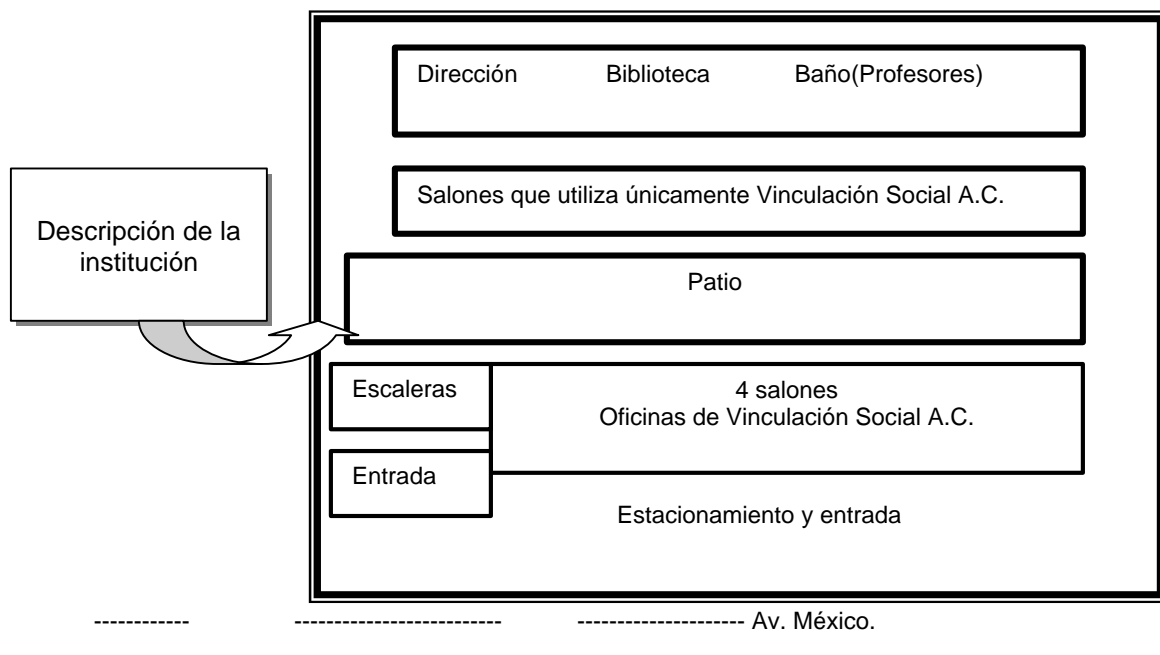 Dirección Biblioteca Baño(Profesores)
Salones que utiliza únicamente Vinculación Social A.C.
Descripción de la
institución
Patio
Escaleras
4 salones
Oficinas de Vinculación Social A.C.
Entrada
Estacionamiento y entrada
------------ -------------------------- --------------------- Av. México.